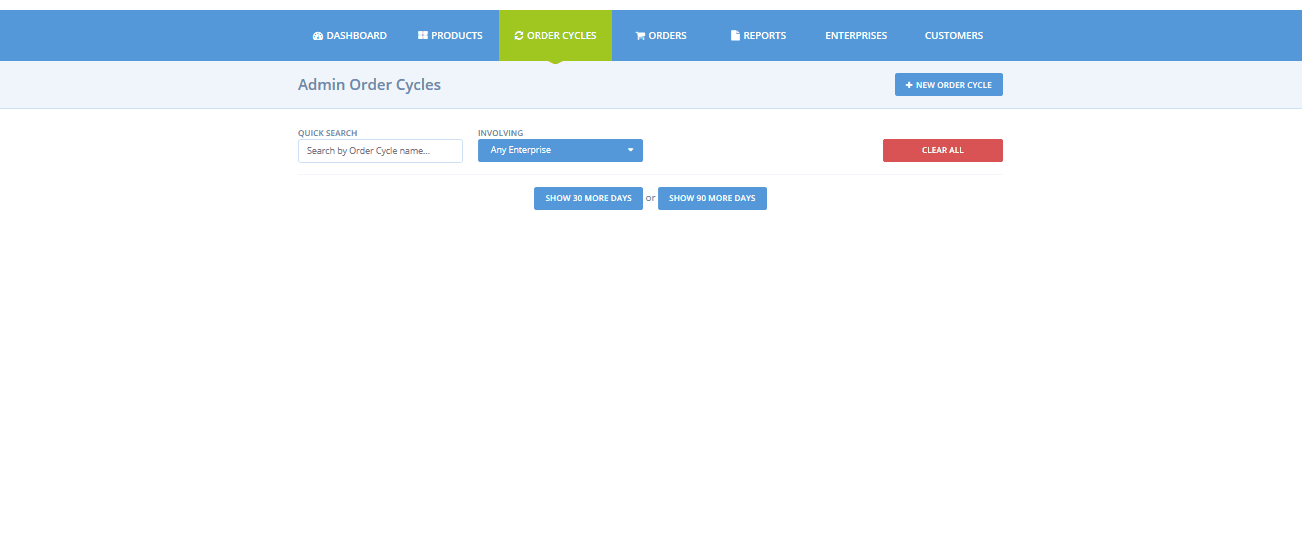 DASHBOARD PRODUCTS ORDER CYCLES ORDERS REPORTS ENTERPRISES CUSTOMERS
Admin Order Cycles NEW ORDER CYCLE
QUICK SEARCH INVOLVING
Search by Order Cycle name... Any Enterprise CLEAR ALL
SHOW 30 MORE DAYS or SHOW 90 MORE DAYS